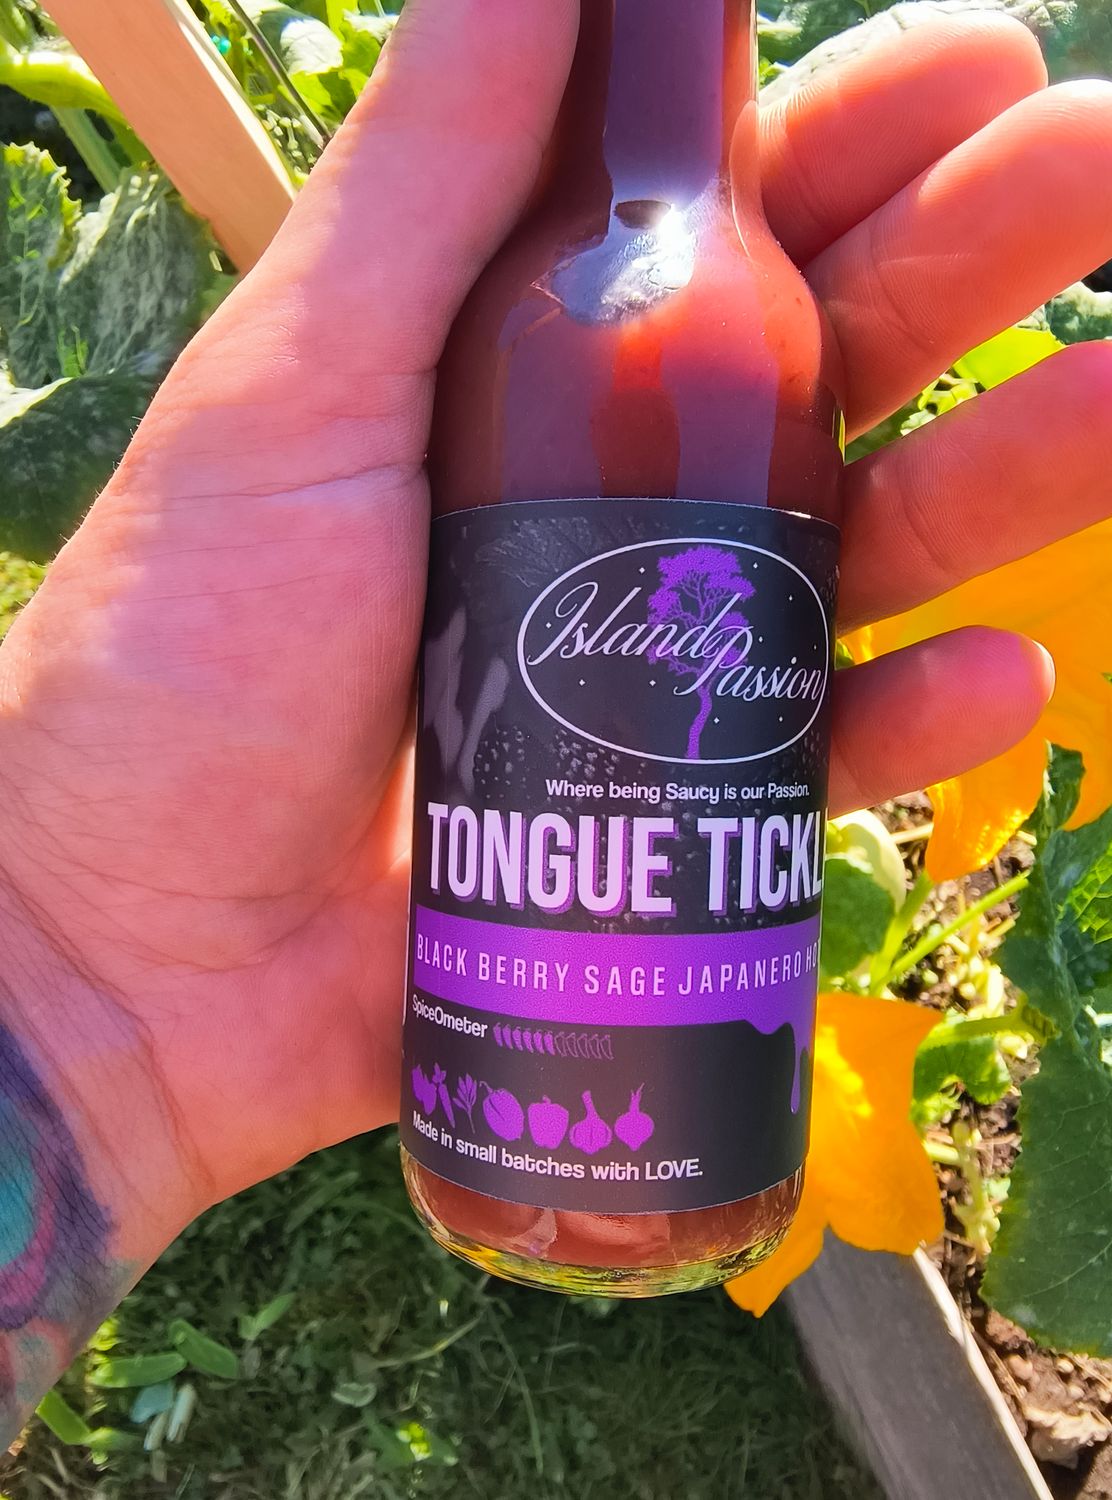 Island Passion
Where being Saucy is our Passion.
TONGUE TICKL
BLACK BERRY SAGE JAPANERO HO
SpiceOmeter
Made in small batches with LOVE.